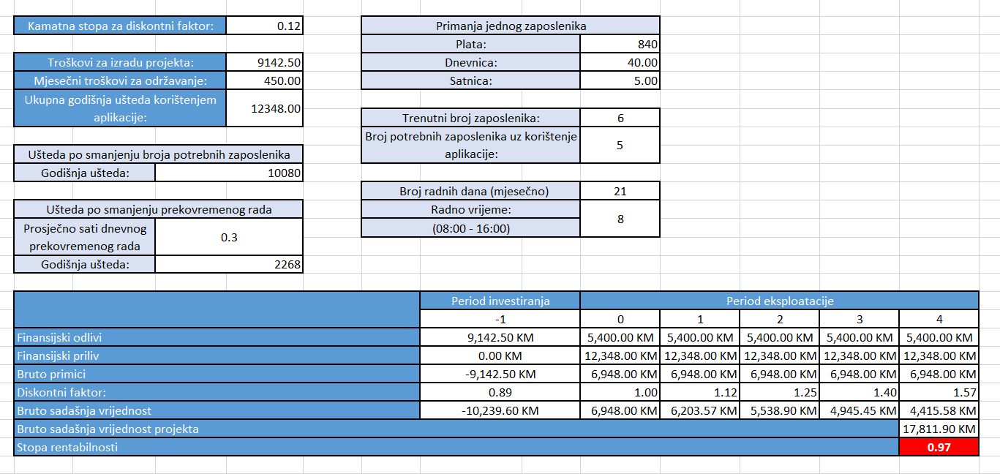 Kamatna stopa za diskontni faktor: 0.12
Troškovi za izradu projekta: 9142.50
Mjesečni troškovi za održavanje: 450.00
Ukupna godišnja ušteda korištenjem
aplikacije: 12348.00
Ušteda po smanjenju broja potrebnih zaposlenika
Godišnja ušteda: 10080
Ušteda po smanjenju prekovremenog rada
Prosječno sati dnevnog
prekovremenog rada 0.3
Godišnja ušteda: 2268
Primanja jednog zaposlenika
Plata: 840
Dnevnica: 40.00
Satnica: 5.00
Trenutni broj zaposlenika: 6
Broj potrebnih zaposlenika uz korištenje
aplikacije: 5
Broj radnih dana (mjesečno) 21
Radno vrijeme: 8
(08:00 - 16:00)
Period investiranja Period eksploatacije
-1 0 1 2 3 4
Finansijski odlivi 9,142.50 KM 5,400.00 KM 5,400.00 KM 5,400.00 KM 5,400.00 KM 5,400.00 KM
Finansijski priliv 0.00 KM 12,348.00 KM 12,348.00 KM 12,348.00 KM 12,348.00 KM 12,348.00 KM
Bruto primici -9,142.50 KM 6,948.00 KM 6,948.00 KM 6,948.00 KM 6,948.00 KM 6,948.00 KM
Diskontni faktor: 0.89 1.00 1.12 1.25 1.40 1.57
Bruto sadašnja vrijednost -10,239.60 KM 6,948.00 KM 6,203.57 KM 5,538.90 KM 4,945.45 KM 4,415.58 KM
Bruto sadašnja vrijednost projekta 17,811.90 KM
Stopa rentabilnosti 0.97